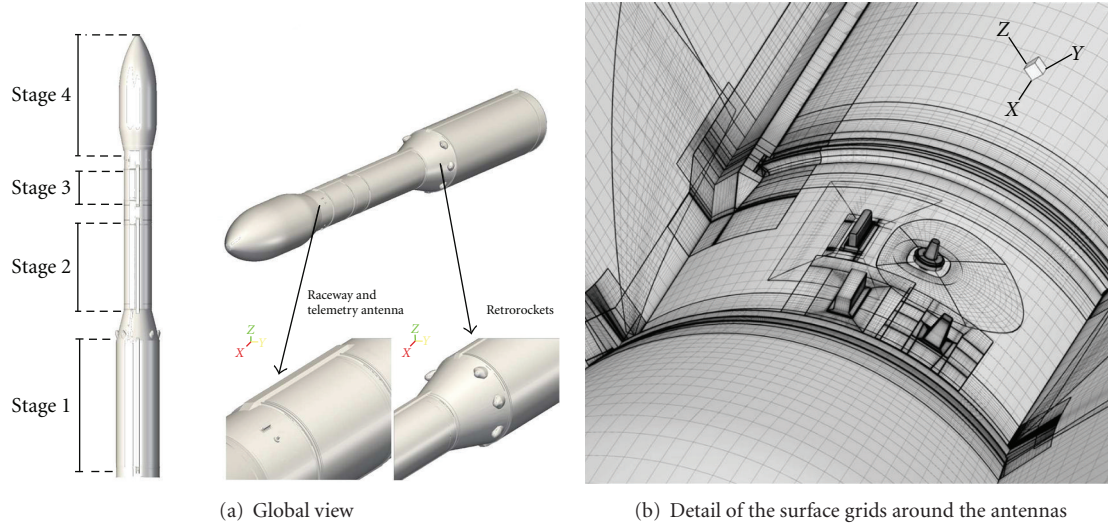 Stage 4
Stage 3
Stage 2
Stage 1
Raceway and
telemetry antenna
Retrorockets
Z
Y
X
Z
Y
X
Z
Y
X
(a) Global view
(b) Detail of the surface grids around the antennas